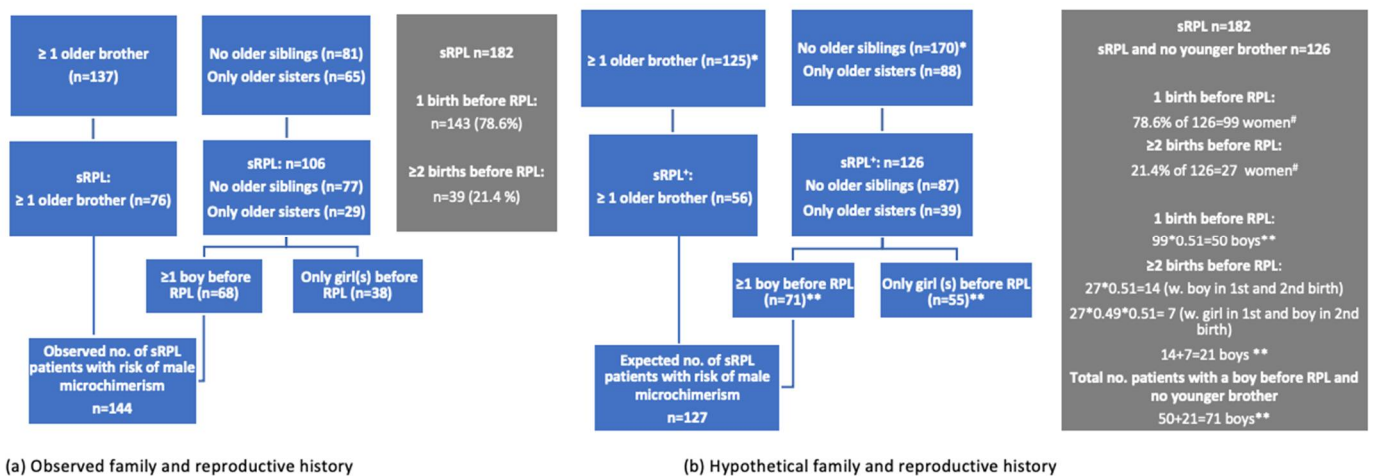 ≥ 1 older brother
(n=137)
No older siblings (n=81)
Only older sisters (n=65)
sRPL:
≥ 1 older brother (n=76)
sRPL: n=106
No older siblings (n=77)
Only older sisters (n=29)
≥1 boy before
RPL (n=68)
Only girl(s) before
RPL (n=38)
Observed no. of sRPL
patients with risk of male
microchimerism
n=144
sRPL n=182
1 birth before RPL:
n=143 (78.6%)
≥2 births before RPL:
n=39 (21.4 %)
(a) Observed family and reproductive history
≥ 1 older brother (n=125)*
No older siblings (n=170)*
Only older sisters (n=88)
sRPL⁺:
≥ 1 older brother (n=56)
sRPL⁺: n=126
No older siblings (n=87)
Only older sisters (n=39)
≥1 boy before RPL
(n=71)**
Only girl (s) before RPL
(n=55)**
Expected no. of sRPL
patients with risk of male
microchimerism
n=127
sRPL n=182
sRPL and no younger brother n=126
1 birth before RPL:
78.6% of 126=99 women#
≥2 births before RPL:
21.4% of 126=27 women#
1 birth before RPL:
99*0.51=50 boys**
≥2 births before RPL:
27*0.51=14 (w. boy in 1st and 2nd birth)
27*0.49*0.51= 7 (w. girl in 1st and boy in 2nd
birth)
14+7=21 boys **
Total no. patients with a boy before RPL and
no younger brother
50+21=71 boys**
(b) Hypothetical family and reproductive history